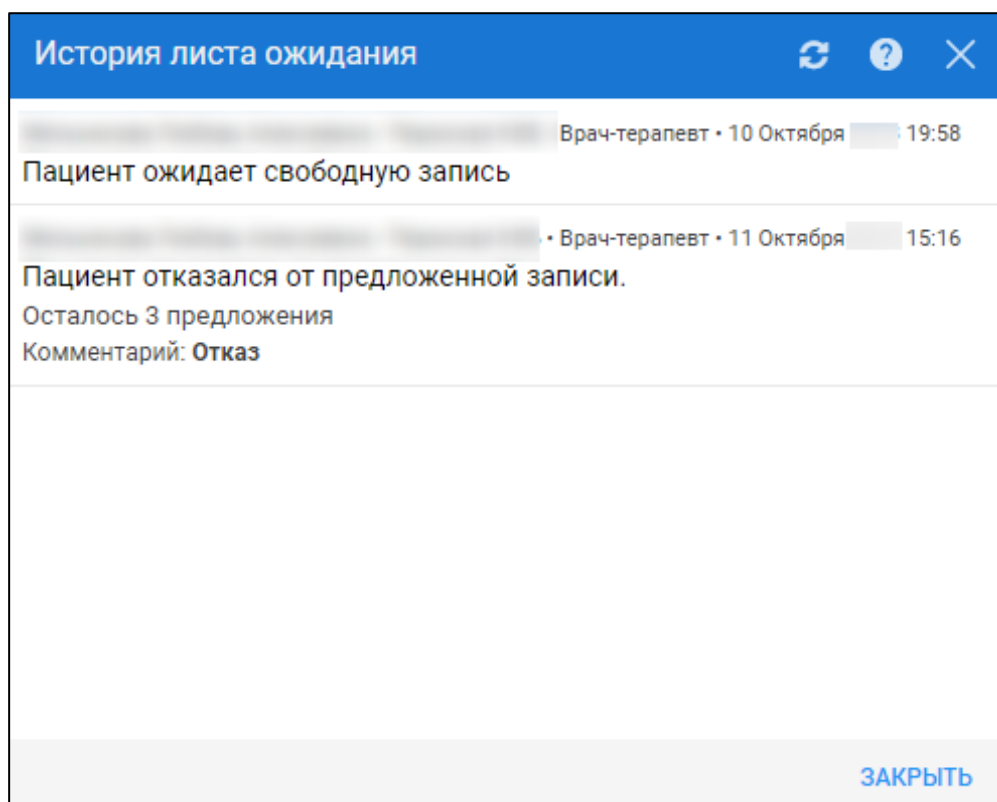 История листа ожидания
Врач-терапевт • 10 Октября 19:58
Пациент ожидает свободную запись
• Врач-терапевт • 11 Октября 15:16
Пациент отказался от предложенной записи.
Осталось 3 предложения
Комментарий: Отказ
ЗАКРЫТЬ